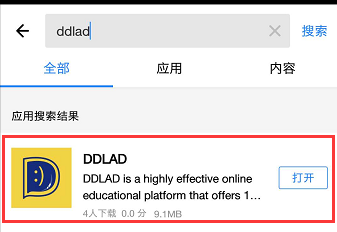 ddlad 搜索
全部 应用 内容
应用搜索结果
DDLAD
DDLAD is a highly effective online
educational platform that offers 1…
打开
4人下载 0.0 分 9.1MB